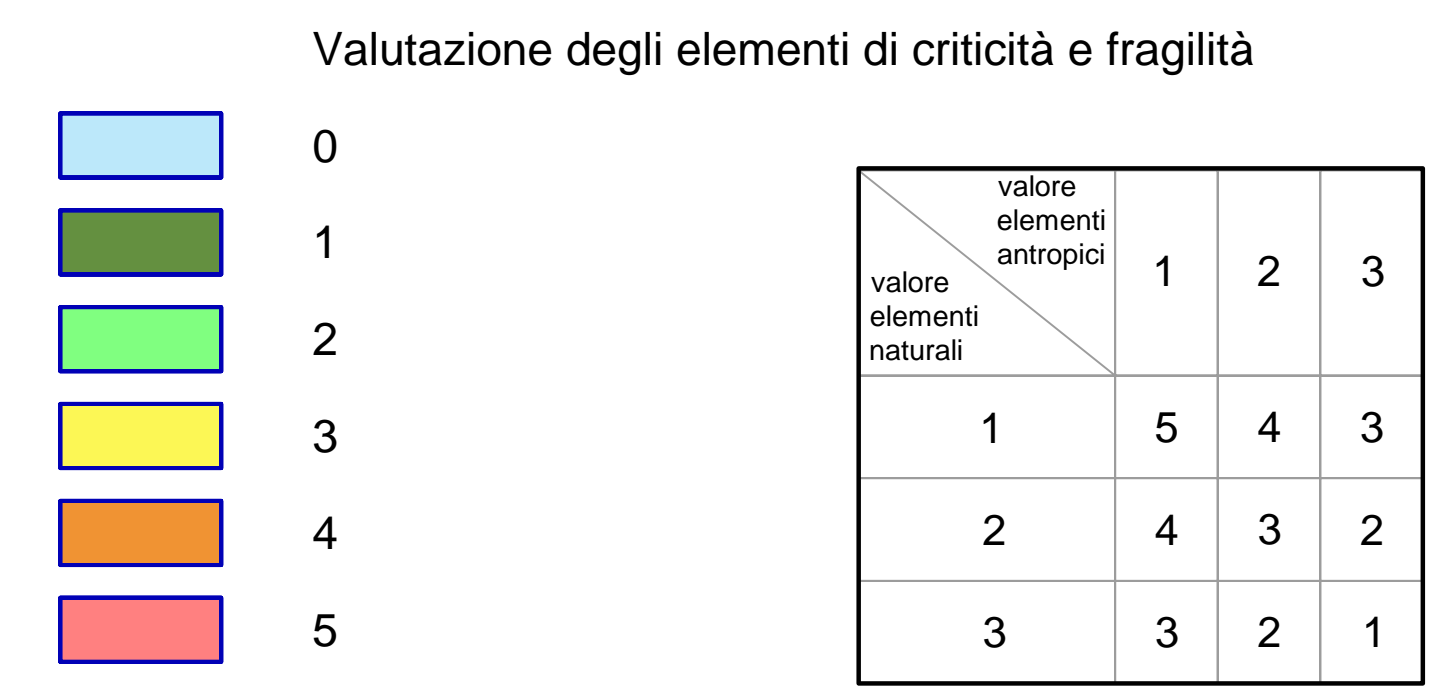 Valutazione degli elementi di criticità e fragilità
0
1
2
3
4
5
valore
elementi
antropici
valore
elementi
naturali
1 2 3
1 5 4 3
2 4 3 2
3 3 2 1